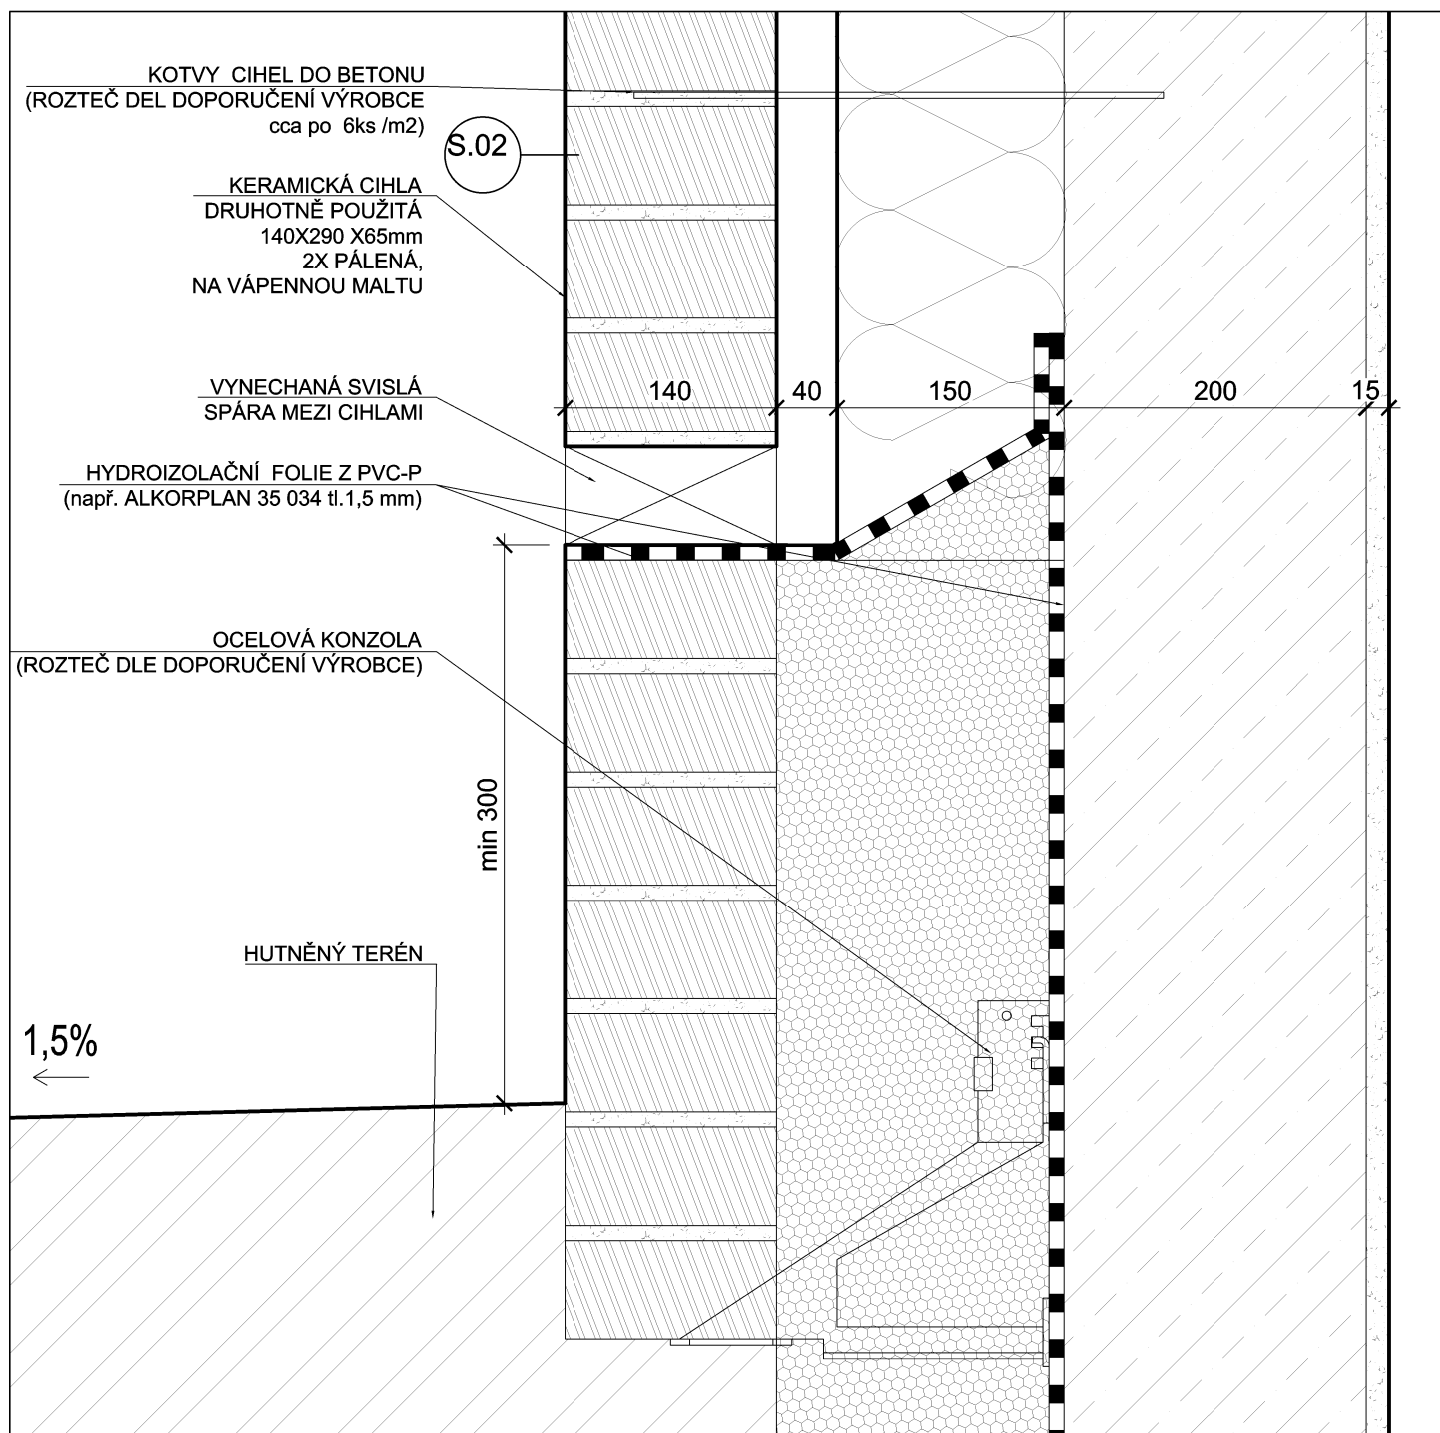 KOTVY CIHEL DO BETONU
(ROZTEČ DEL DOPORUČENÍ VÝROBCE
cca po 6ks /m2)
S.02
KERAMICKÁ CIHLA
DRUHOTNĚ POUŽITÁ
140X290 X65mm
2X PÁLENÁ,
NA VÁPENNOU MALTU
VYNECHANÁ SVISLÁ
SPÁRA MEZI CIHLAMI
140 40 150 200 15
HYDROIZOLAČNÍ FOLIE Z PVC-P
(např. ALKORPLAN 35 034 tl.1,5 mm)
OCELOVÁ KONZOLA
(ROZTEČ DLE DOPORUČENÍ VÝROBCE)
min 300
HUTNĚNÝ TERÉN
1,5%